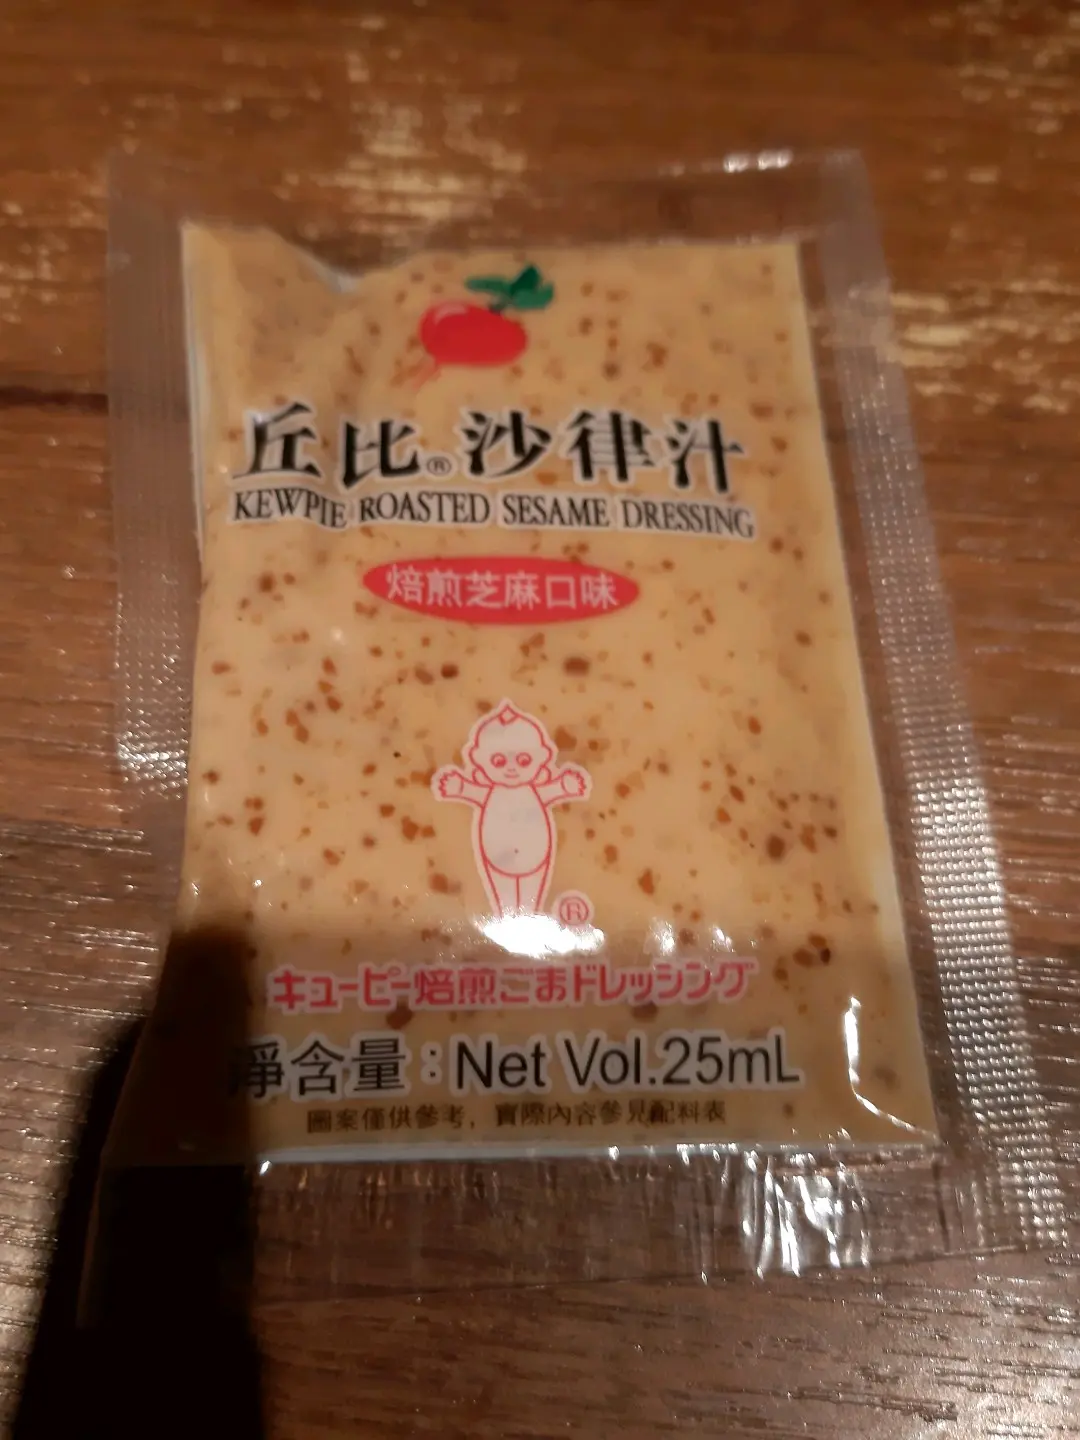 丘比®沙律汁
KEWPIE ROASTED SESAME DRESSING
焙煎芝麻口味
®
キューピー焙煎ごまドレッシング
淨含量：Net Vol.25mL
圖案僅供參考，實際內容參見配料表